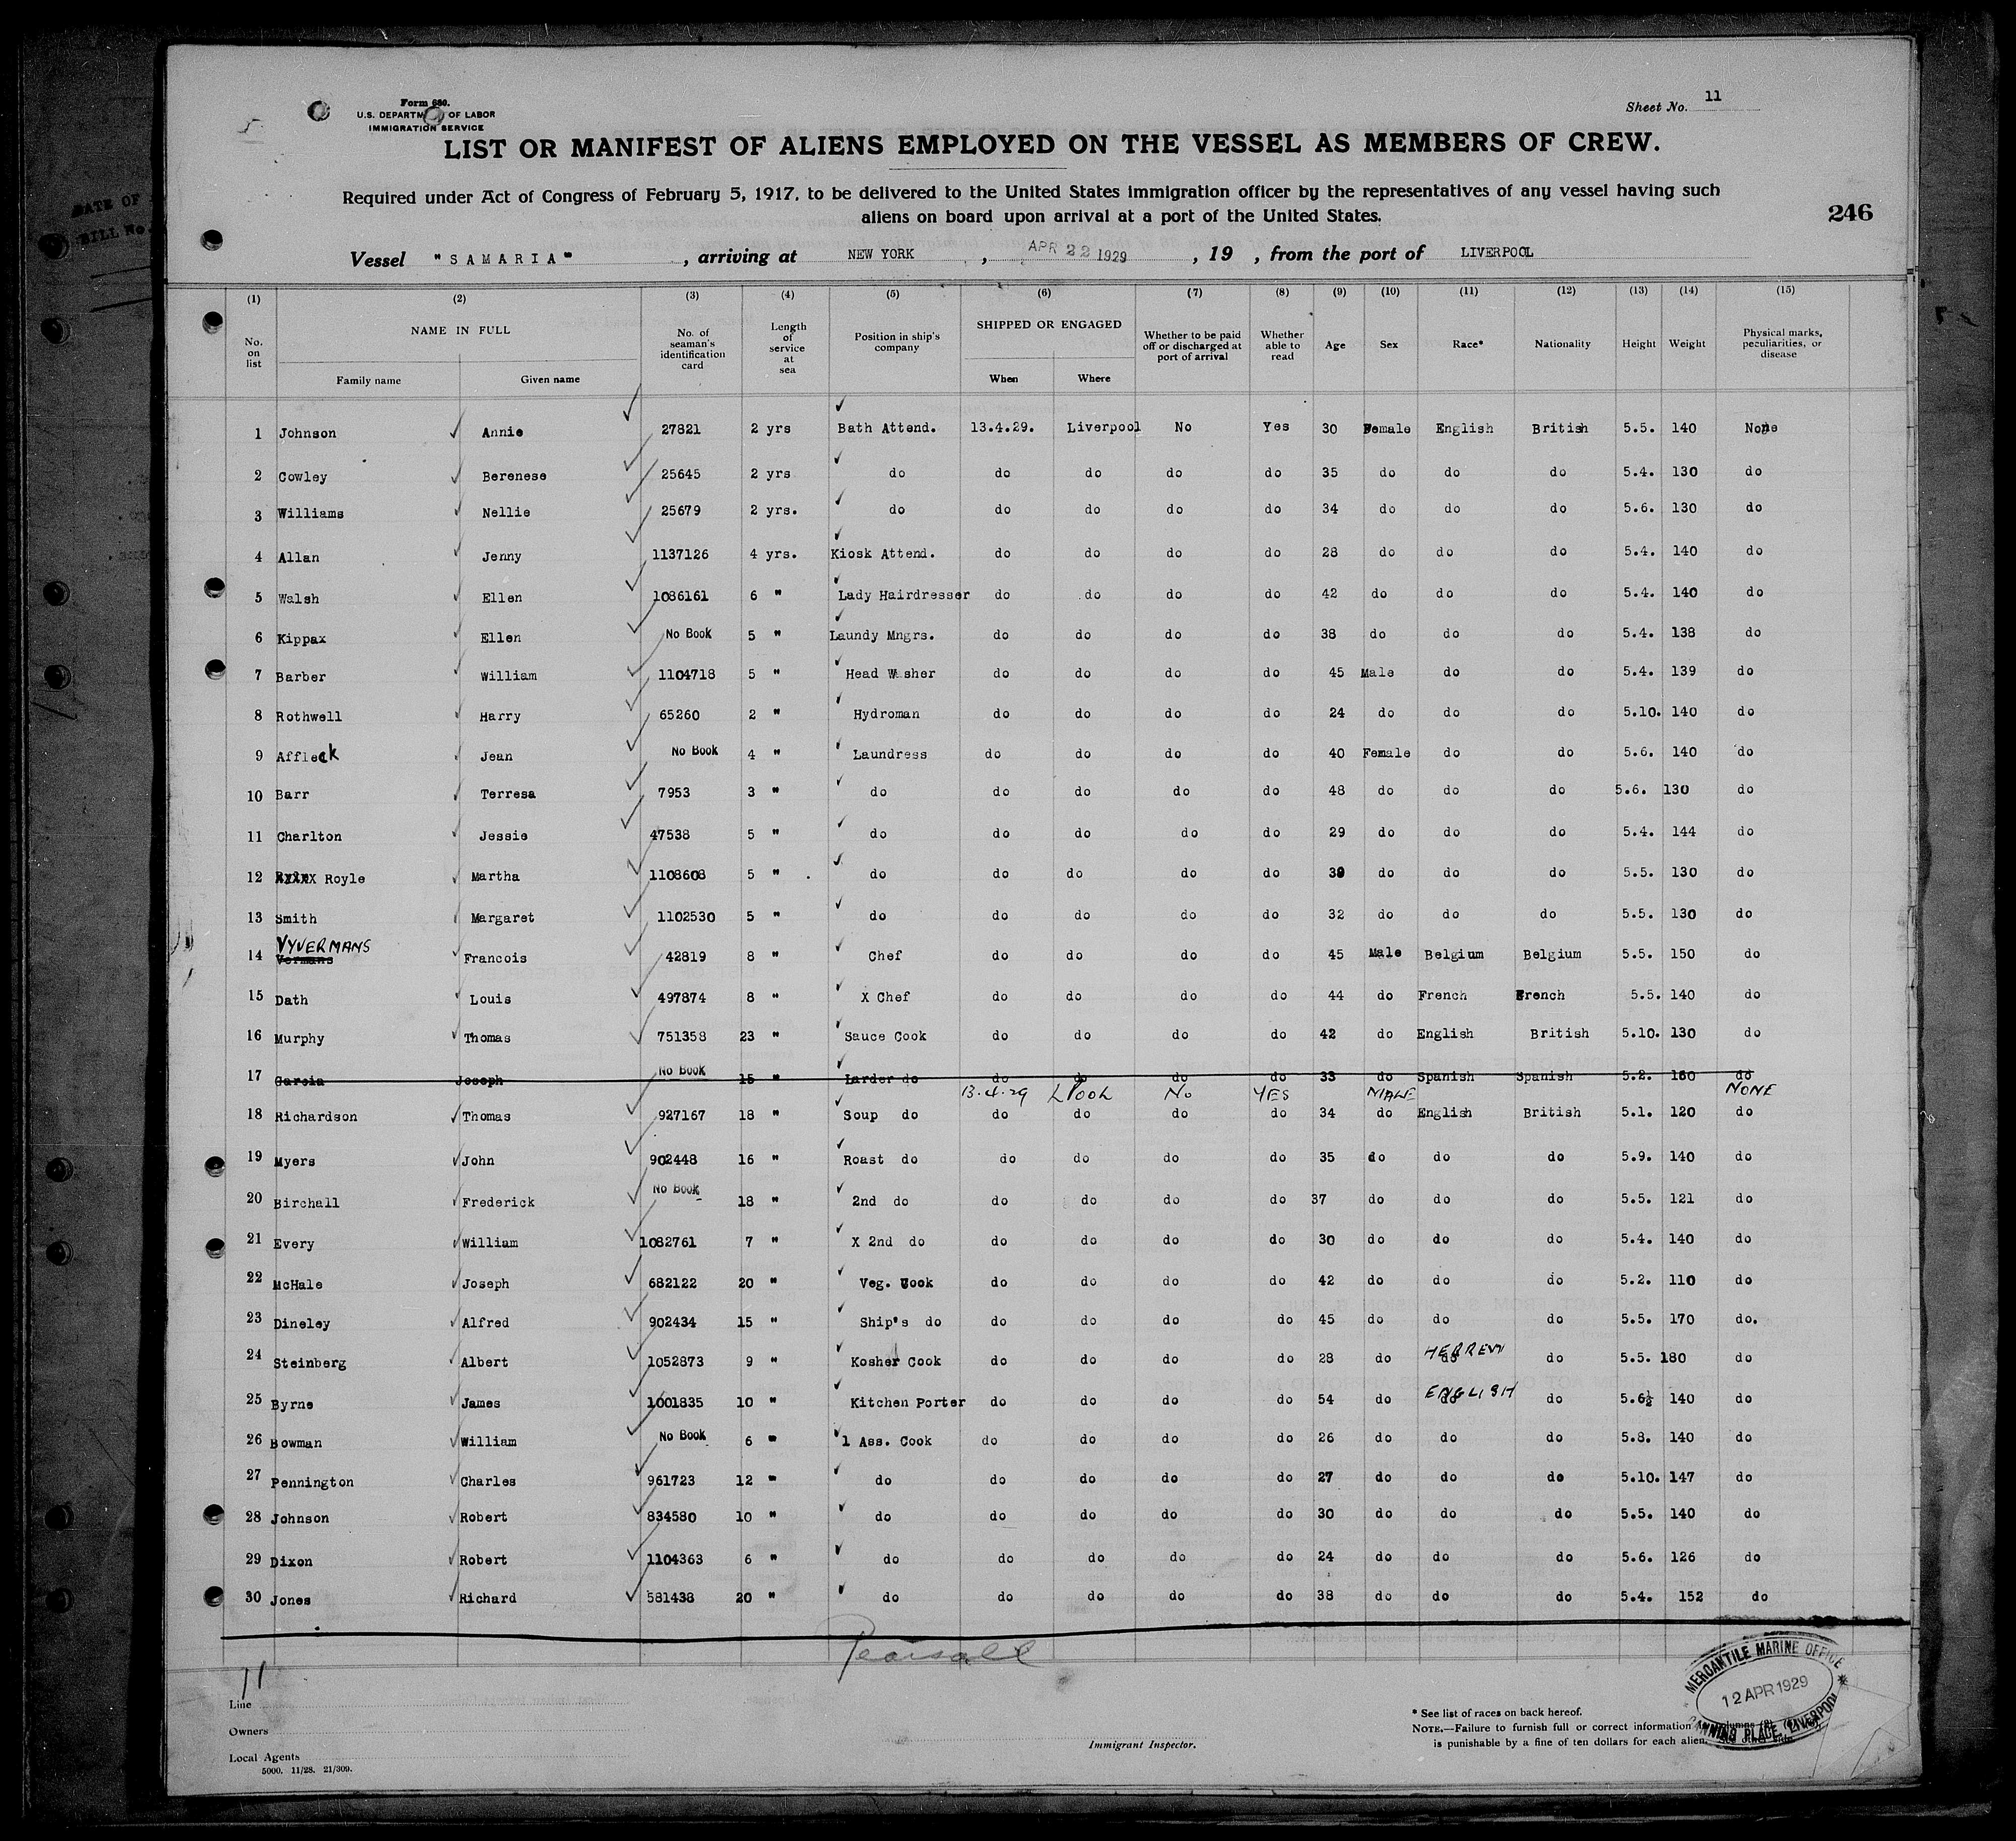 Form 680.
U.S. DEPARTMENT OF LABOR
IMMIGRATION SERVICE
Sheet No. 11
LIST OR MANIFEST OF ALIENS EMPLOYED ON THE VESSEL AS MEMBERS OF CREW.
Required under Act of Congress of February 5, 1917, to be delivered to the United States immigration officer by the representatives of any vessel having such
aliens on board upon arrival at a port of the United States.
246
Vessel "SAMARIA", arriving at NEW YORK, APR 22 1929, 19 , from the port of LIVERPOOL
(1) (2) (3) (4) (5) (6) (7) (8) (9) (10) (11) (12) (13) (14) (15)
No. on list
NAME IN FULL
Family name Given name
No. of seaman's identification card
Length of service at sea
Position in ship's company
SHIPPED OR ENGAGED
When Where
Whether to be paid off or discharged at port of arrival
Whether able to read
Age Sex Race* Nationality Height Weight
Physical marks, peculiarities, or disease
1 Johnson Annie 27821 2 yrs Bath Attend. 13.4.29. Liverpool No Yes 30 Female English British 5.5. 140 None
2 Cowley Berenese 25645 2 yrs do do do do do 35 do do do 5.4. 130 do
3 Williams Nellie 25679 2 yrs. do do do do do 34 do do do 5.6. 130 do
4 Allan Jenny 1137126 4 yrs. Kiosk Attend. do do do do 28 do do do 5.4. 140 do
5 Walsh Ellen 1086161 6 " Lady Hairdresser do do do do 42 do do do 5.4. 140 do
6 Kippax Ellen No Book 5 " Laundy Mngrs. do do do do 38 do do do 5.4. 138 do
7 Barber William 1104718 5 " Head Washer do do do do 45 Male do do 5.4. 139 do
8 Rothwell Harry 65260 2 " Hydroman do do do do 24 do do do 5.10. 140 do
9 Affleck Jean No Book 4 " Laundress do do do do 40 Female do do 5.6. 140 do
10 Barr Terresa 7953 3 " do do do do do 48 do do do 5.6. 130 do
11 Charlton Jessie 47538 5 " do do do do do 29 do do do 5.4. 144 do
12 Royle Martha 1108608 5 " do do do do do 39 do do do 5.5. 130 do
13 Smith Margaret 1102530 5 " do do do do do 32 do do do 5.5. 130 do
VYVERMANS
14 Vermans Francois 42819 8 " Chef do do do do 45 Male Belgium Belgium 5.5. 150 do
15 Dath Louis 497874 8 " X Chef do do do do 44 do French French 5.5. 140 do
16 Murphy Thomas 751358 23 " Sauce Cook do do do do 42 do English British 5.10. 130 do
17 Garcia Joseph No Book 15 " Larder do do do do do 33 do Spanish Spanish 5.2. 160 do
13.4.29 LPOOL No YES MALE NONE
18 Richardson Thomas 927167 18 " Soup do do do do do 34 do English British 5.1. 120 do
19 Myers John 902448 16 " Roast do do do do do 35 do do do 5.9. 140 do
20 Birchall Frederick No Book 18 " 2nd do do do do do 37 do do do 5.5. 121 do
21 Every William 1082761 7 " X 2nd do do do do do 30 do do do 5.4. 140 do
22 McHale Joseph 682122 20 " Veg. Cook do do do do 42 do do do 5.2. 110 do
23 Dineley Alfred 902434 15 " Ship's do do do do do 45 do do do 5.5. 170 do.
24 Steinberg Albert 1052873 9 " Kosher Cook do do do do 28 do HEBREW do 5.5. 180 do
25 Byrne James 1001835 10 " Kitchen Porter do do do do 54 do ENGLISH do 5.6½ 140 do
26 Bowman William No Book 6 " 1 Ass. Cook do do do do 26 do do do 5.8. 140 do
27 Pennington Charles 961723 12 " do do do do do 27 do do do 5.10. 147 do
28 Johnson Robert 834580 10 " do do do do do 30 do do do 5.5. 140 do
29 Dixon Robert 1104363 6 " do do do do do 24 do do do 5.6. 126 do
30 Jones Richard 581438 20 " do do do do do 38 do do do 5.4. 152 do
Pearsall
11
Line
Owners
Local Agents
5000. 11/28. 21/309.
Immigrant Inspector.
* See list of races on back hereof.
NOTE.—Failure to furnish full or correct information in columns
is punishable by a fine of ten dollars for each alien.
MERCANTILE MARINE OFFICE
12 APR 1929
CANNING PLACE, LIVERPOOL
DATE OF
BILL No.